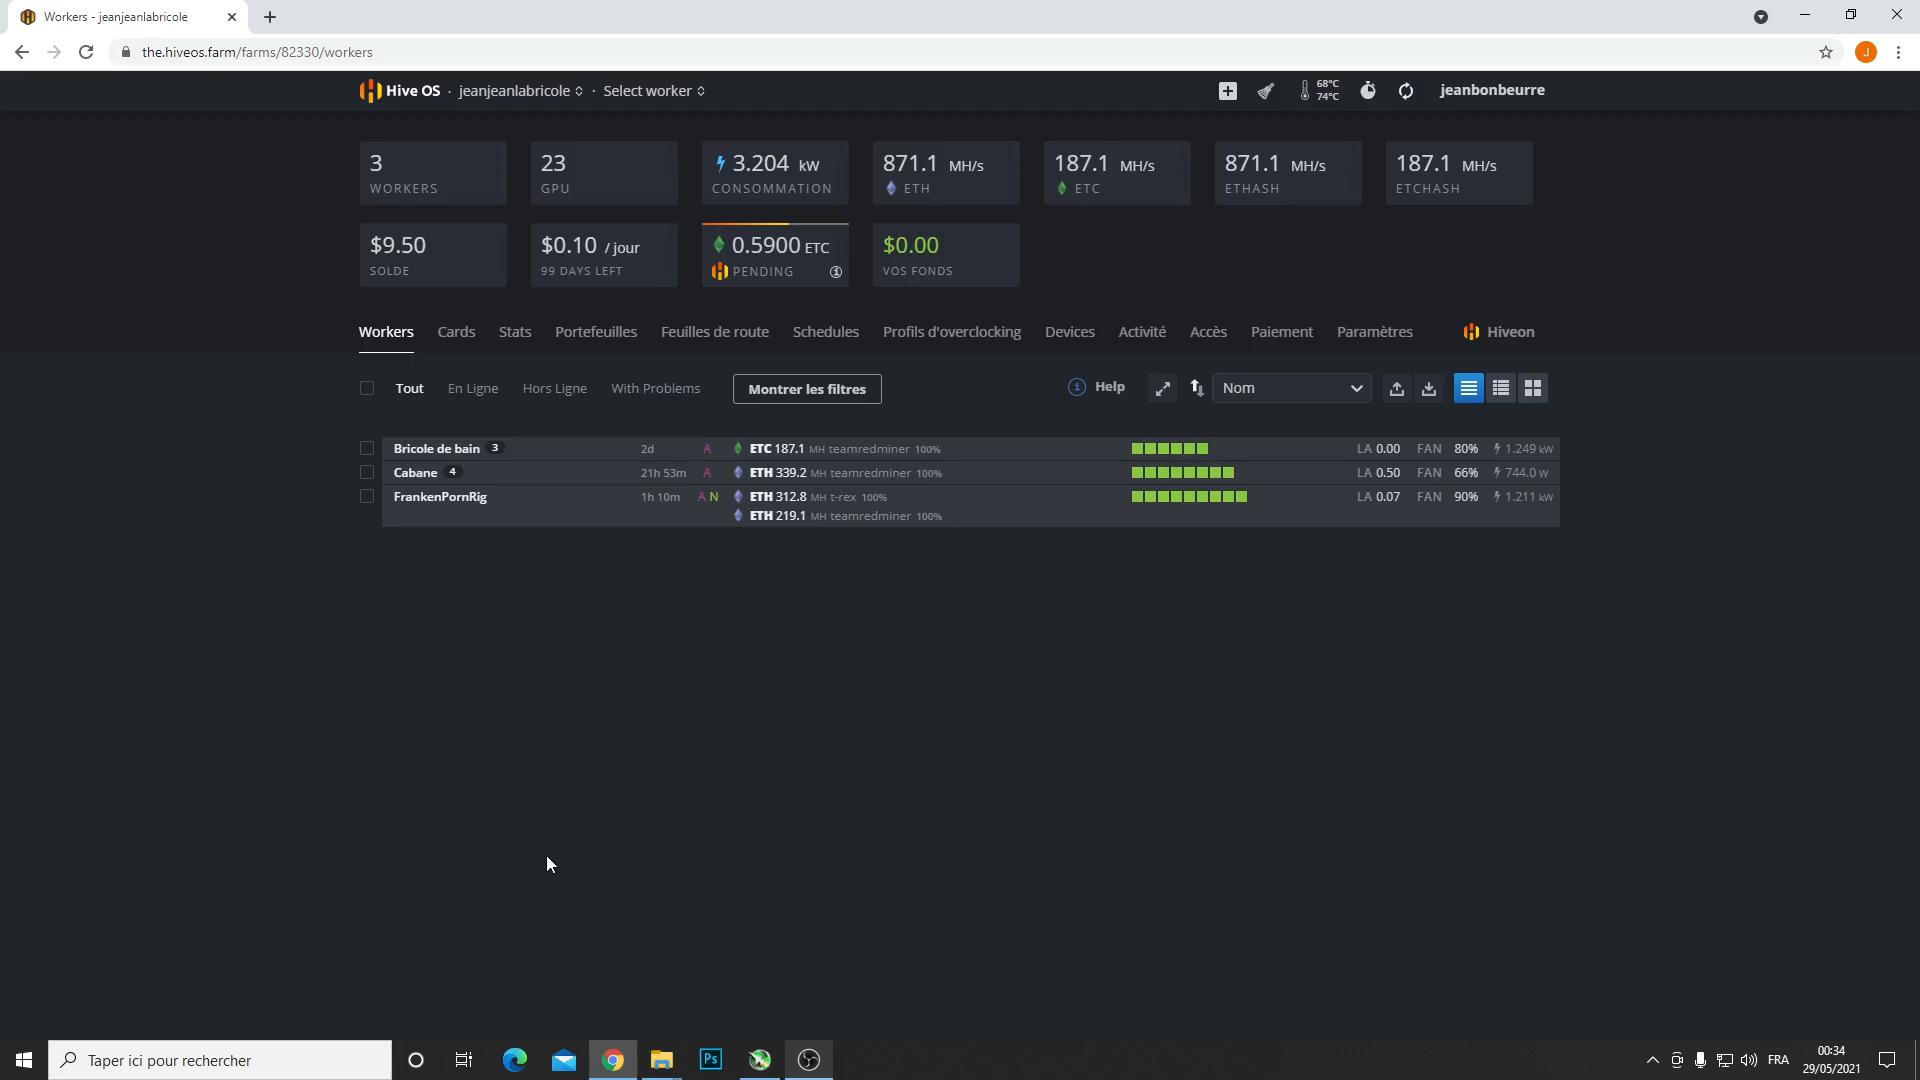 Workers - jeanjeanlabricole
the.hiveos.farm/farms/82330/workers
J
Hive OS · jeanjeanlabricole · Select worker
68°C
74°C
jeanbonbeurre
3
WORKERS
23
GPU
3.204 kW
CONSOMMATION
871.1 MH/s
ETH
187.1 MH/s
ETC
871.1 MH/s
ETHASH
187.1 MH/s
ETCHASH
$9.50
SOLDE
$0.10 / jour
99 DAYS LEFT
0.5900 ETC
PENDING
$0.00
VOS FONDS
Workers Cards Stats Portefeuilles Feuilles de route Schedules Profils d'overclocking Devices Activité Accès Paiement Paramètres Hiveon
Tout En Ligne Hors Ligne With Problems Montrer les filtres Help Nom
Bricole de bain 3 2d A ETC 187.1 MH teamredminer 100% LA 0.00 FAN 80% 1.249 kW
Cabane 4 21h 53m A ETH 339.2 MH teamredminer 100% LA 0.50 FAN 66% 744.0 W
FrankenPornRig 1h 10m A N ETH 312.8 MH t-rex 100% LA 0.07 FAN 90% 1.211 kW
ETH 219.1 MH teamredminer 100%
Taper ici pour rechercher
Ps
FRA
00:34
29/05/2021